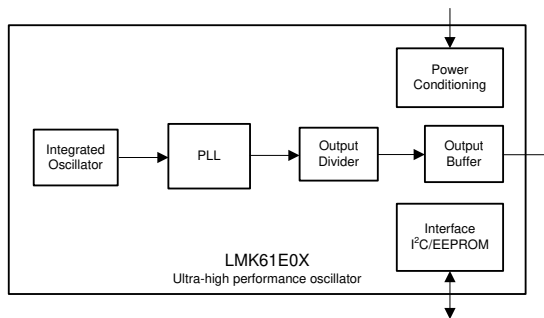 Power
Conditioning
Integrated
Oscillator
PLL
Output
Divider
Output
Buffer
Interface
I²C/EEPROM
LMK61E0X
Ultra-high performance oscillator